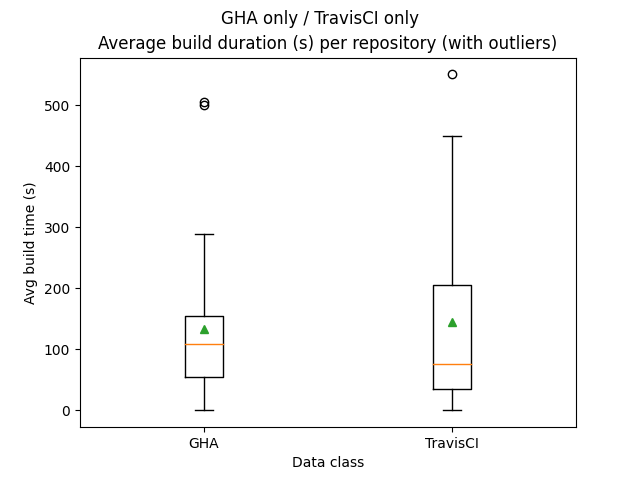 GHA only / TravisCI only
Average build duration (s) per repository (with outliers)
Avg build time (s)
500
400
300
200
100
0
GHA
TravisCI
Data class